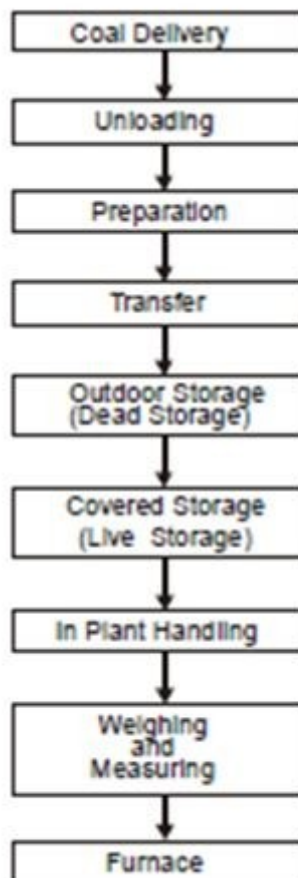 Coal Delivery
Unloading
Preparation
Transfer
Outdoor Storage
(Dead Storage)
Covered Storage
(Live Storage)
In Plant Handling
Weighing
and
Measuring
Furnace